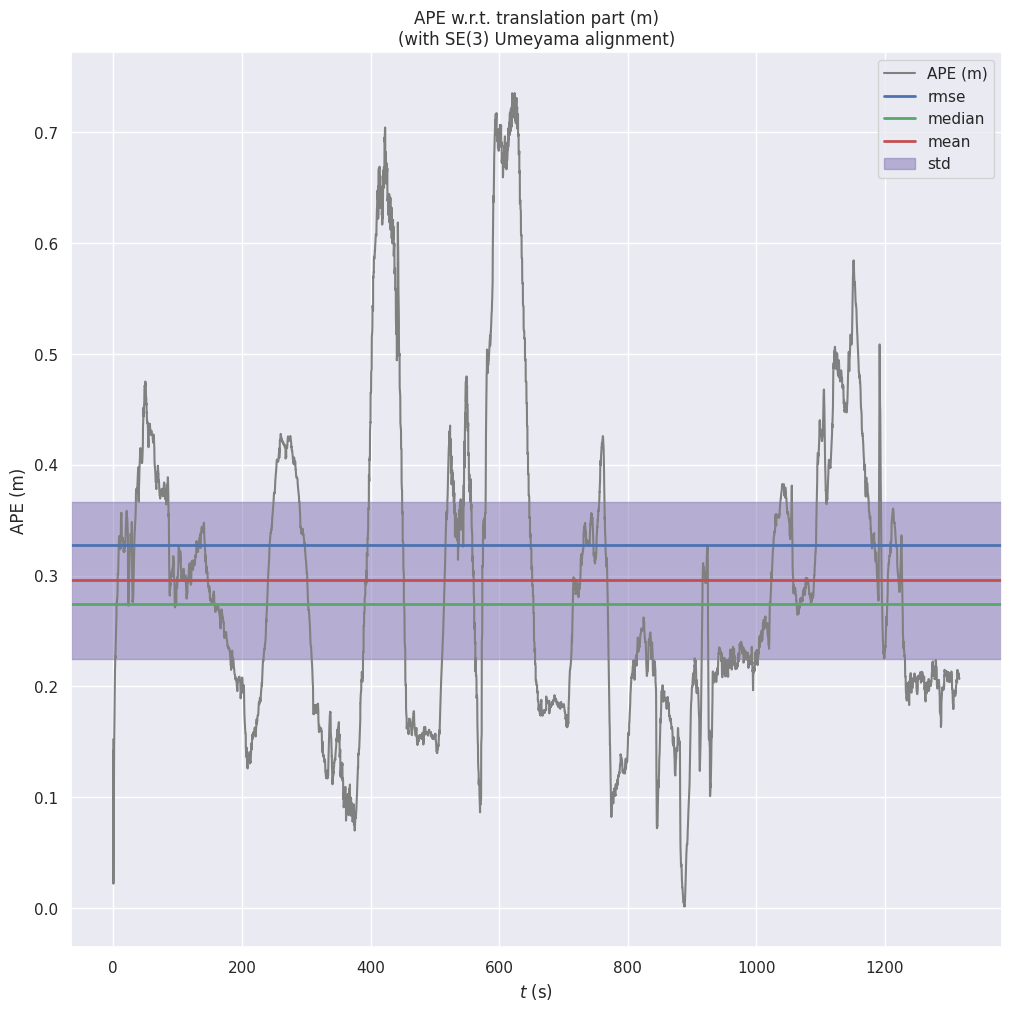 APE w.r.t. translation part (m)
(with SE(3) Umeyama alignment)
APE (m)
rmse
median
mean
std
APE (m)
0.7
0.6
0.5
0.4
0.3
0.2
0.1
0.0
0 200 400 600 800 1000 1200
t (s)